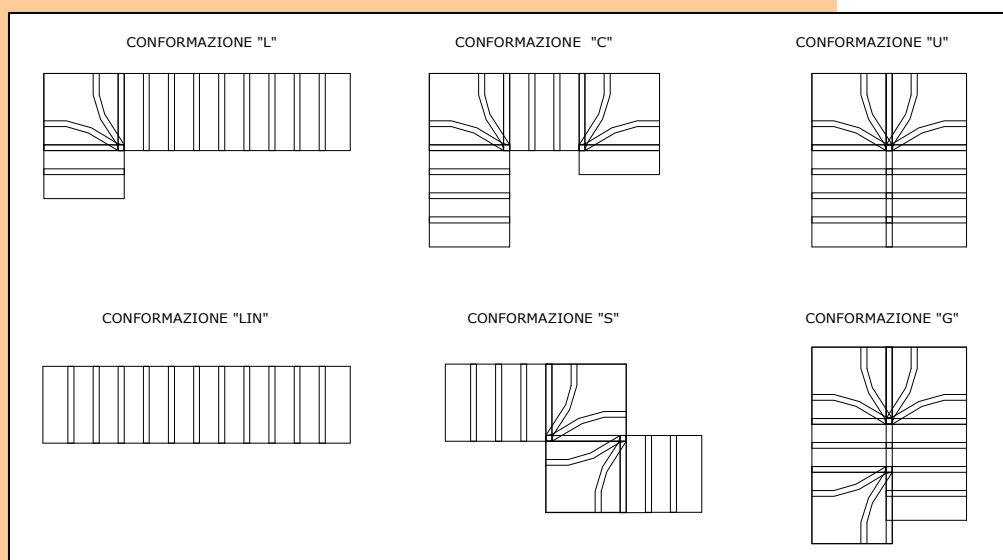 CONFORMAZIONE "L"
CONFORMAZIONE "C"
CONFORMAZIONE "U"
CONFORMAZIONE "LIN"
CONFORMAZIONE "S"
CONFORMAZIONE "G"